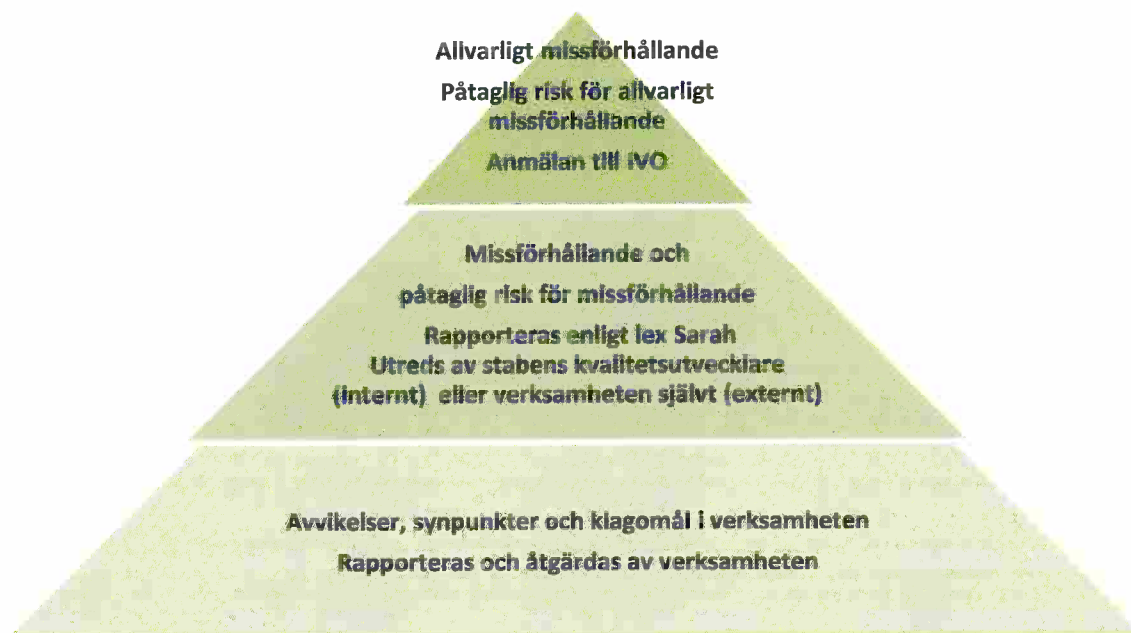 Allvarligt missförhållande
Påtaglig risk för allvarligt
missförhållande
Anmälan till IVO
Missförhållande och
påtaglig risk för missförhållande
Rapporteras enligt lex Sarah
Utreds av stabens kvalitetsutvecklare
(internt) eller verksamheten självt (externt)
Avvikelser, synpunkter och klagomål i verksamheten
Rapporteras och åtgärdas av verksamheten